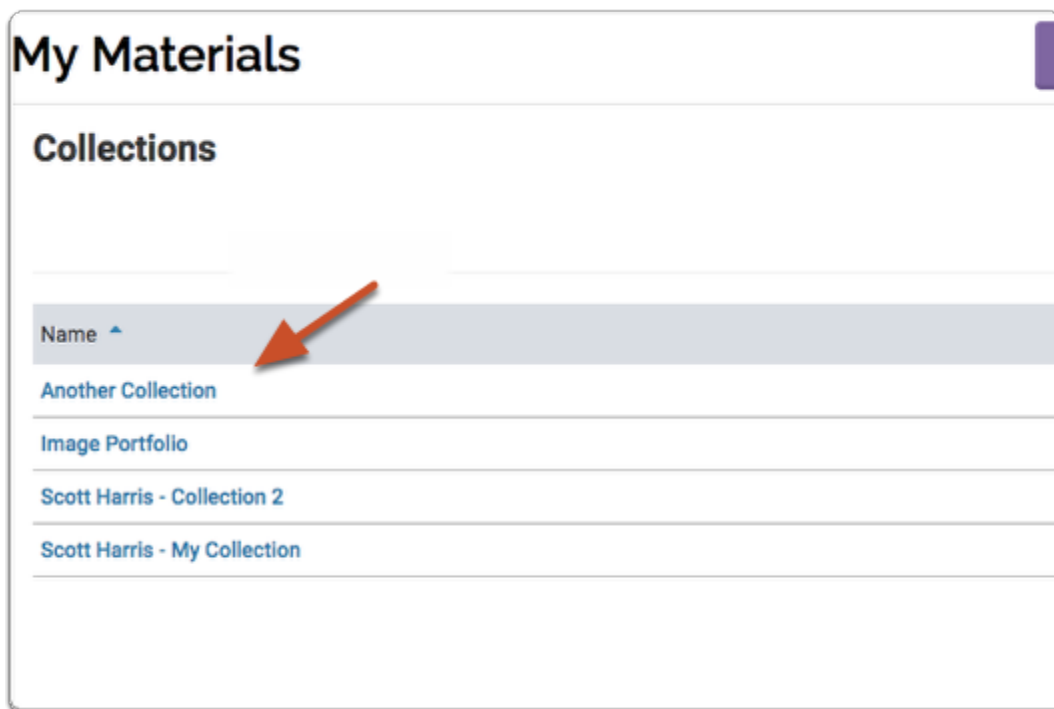 My Materials
Collections
Name
Another Collection
Image Portfolio
Scott Harris - Collection 2
Scott Harris - My Collection